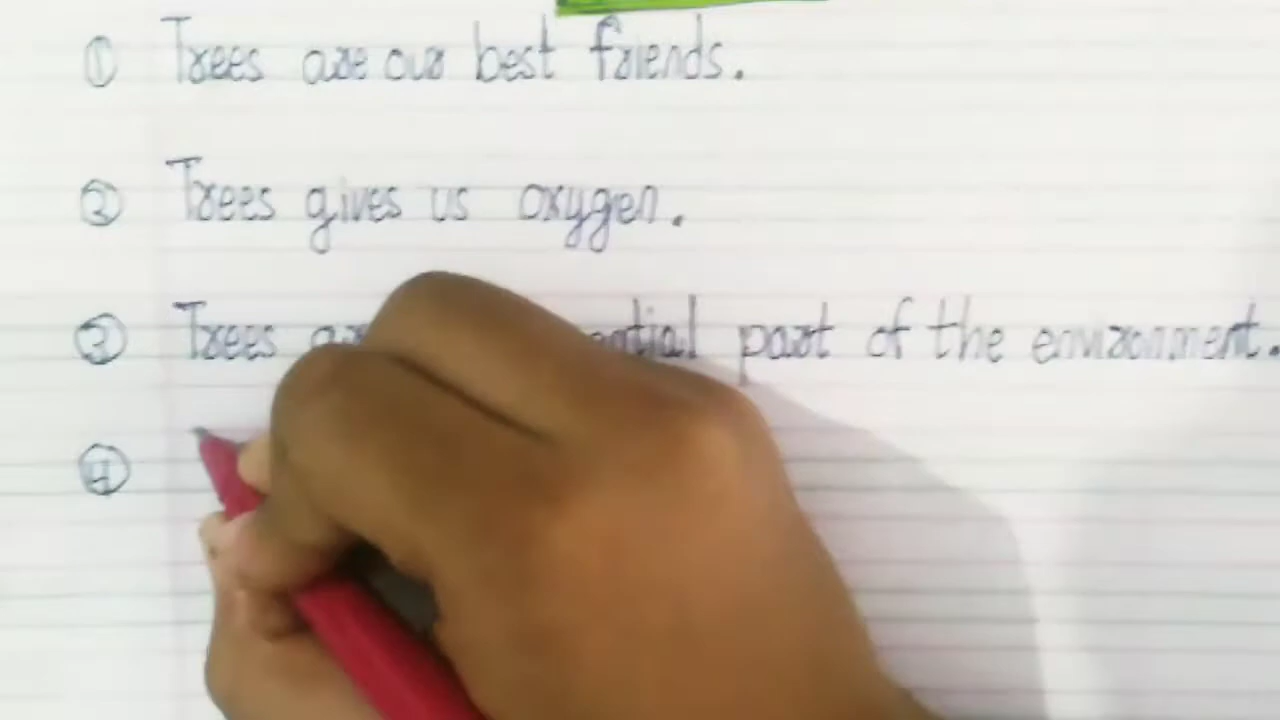 ① Trees are our best friends.
② Trees gives us oxygen.
③ Trees part of the environment.
④